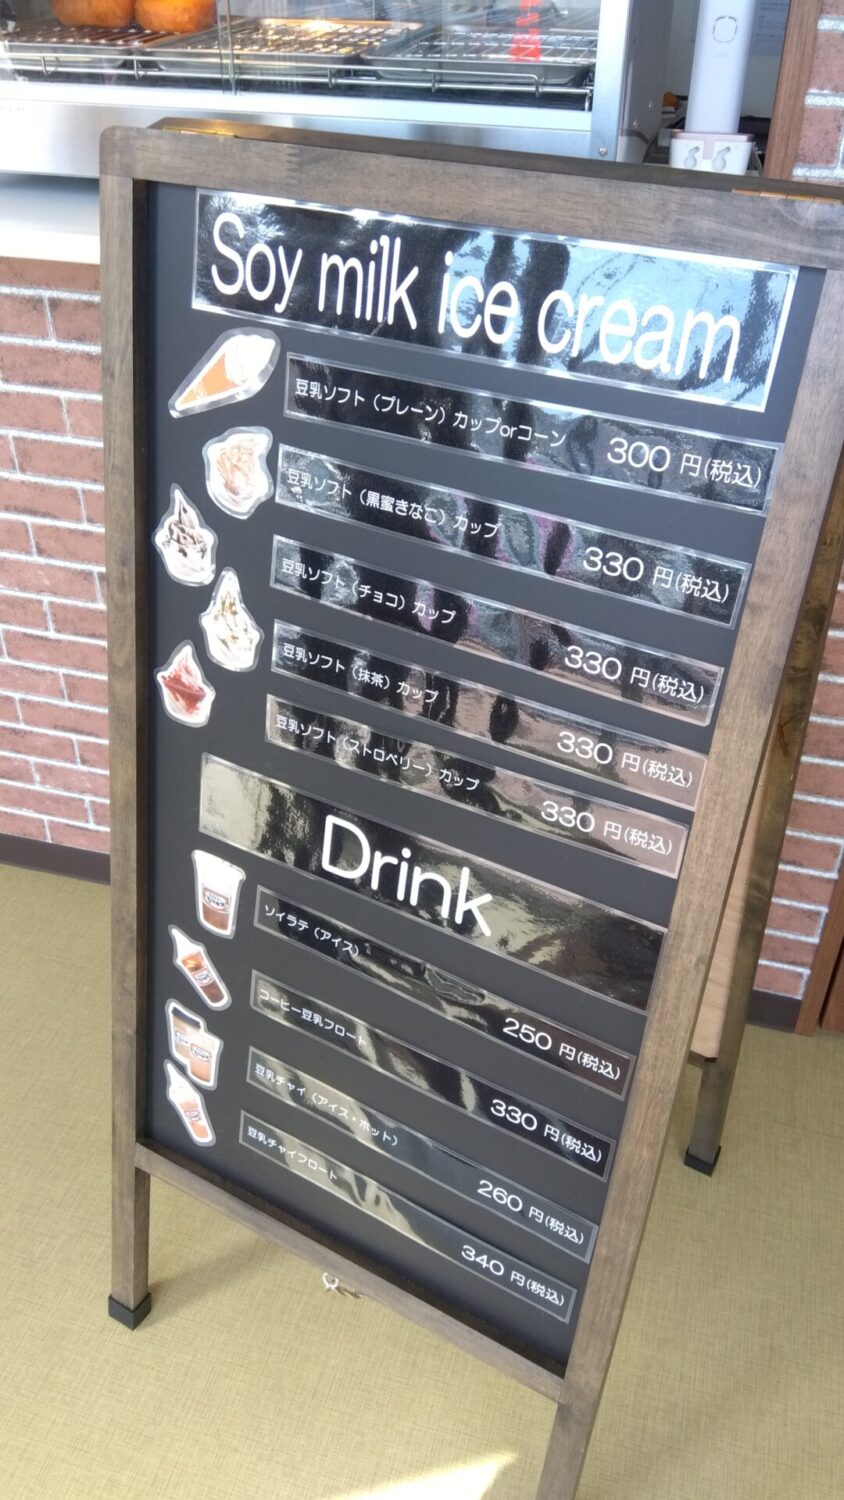 Soy milk ice cream
豆乳ソフト（プレーン）カップorコーン 300 円(税込)
豆乳ソフト（黒蜜きなこ）カップ 330 円(税込)
豆乳ソフト（チョコ）カップ 330 円(税込)
豆乳ソフト（抹茶）カップ 330 円(税込)
豆乳ソフト（ストロベリー）カップ 330 円(税込)
Drink
ソイラテ（アイス） 250 円(税込)
コーヒー豆乳フロート 330 円(税込)
豆乳チャイ（アイス・ホット） 260 円(税込)
豆乳チャイフロート 340 円(税込)